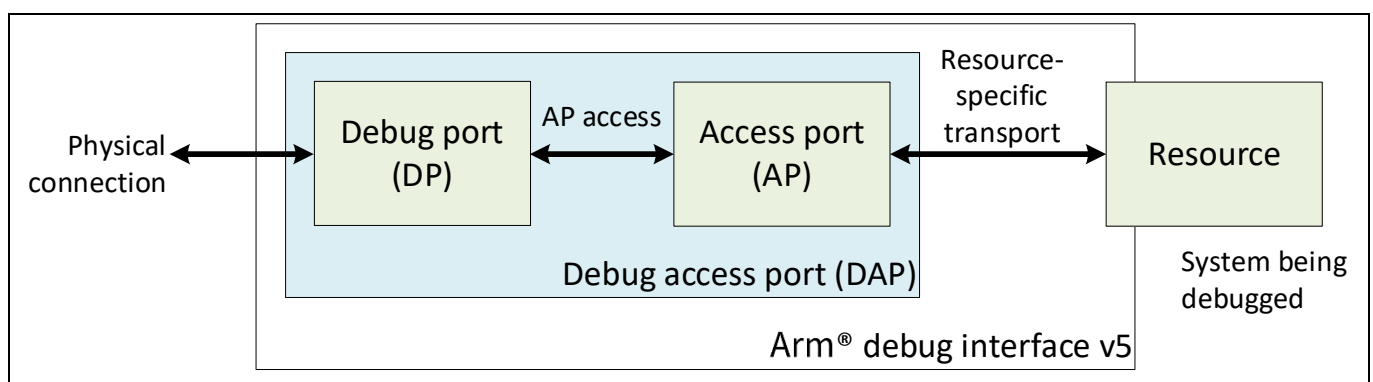 Physical
connection
Debug port
(DP)
AP access
Access port
(AP)
Resource-
specific
transport
Resource
Debug access port (DAP)
System being
debugged
Arm® debug interface v5